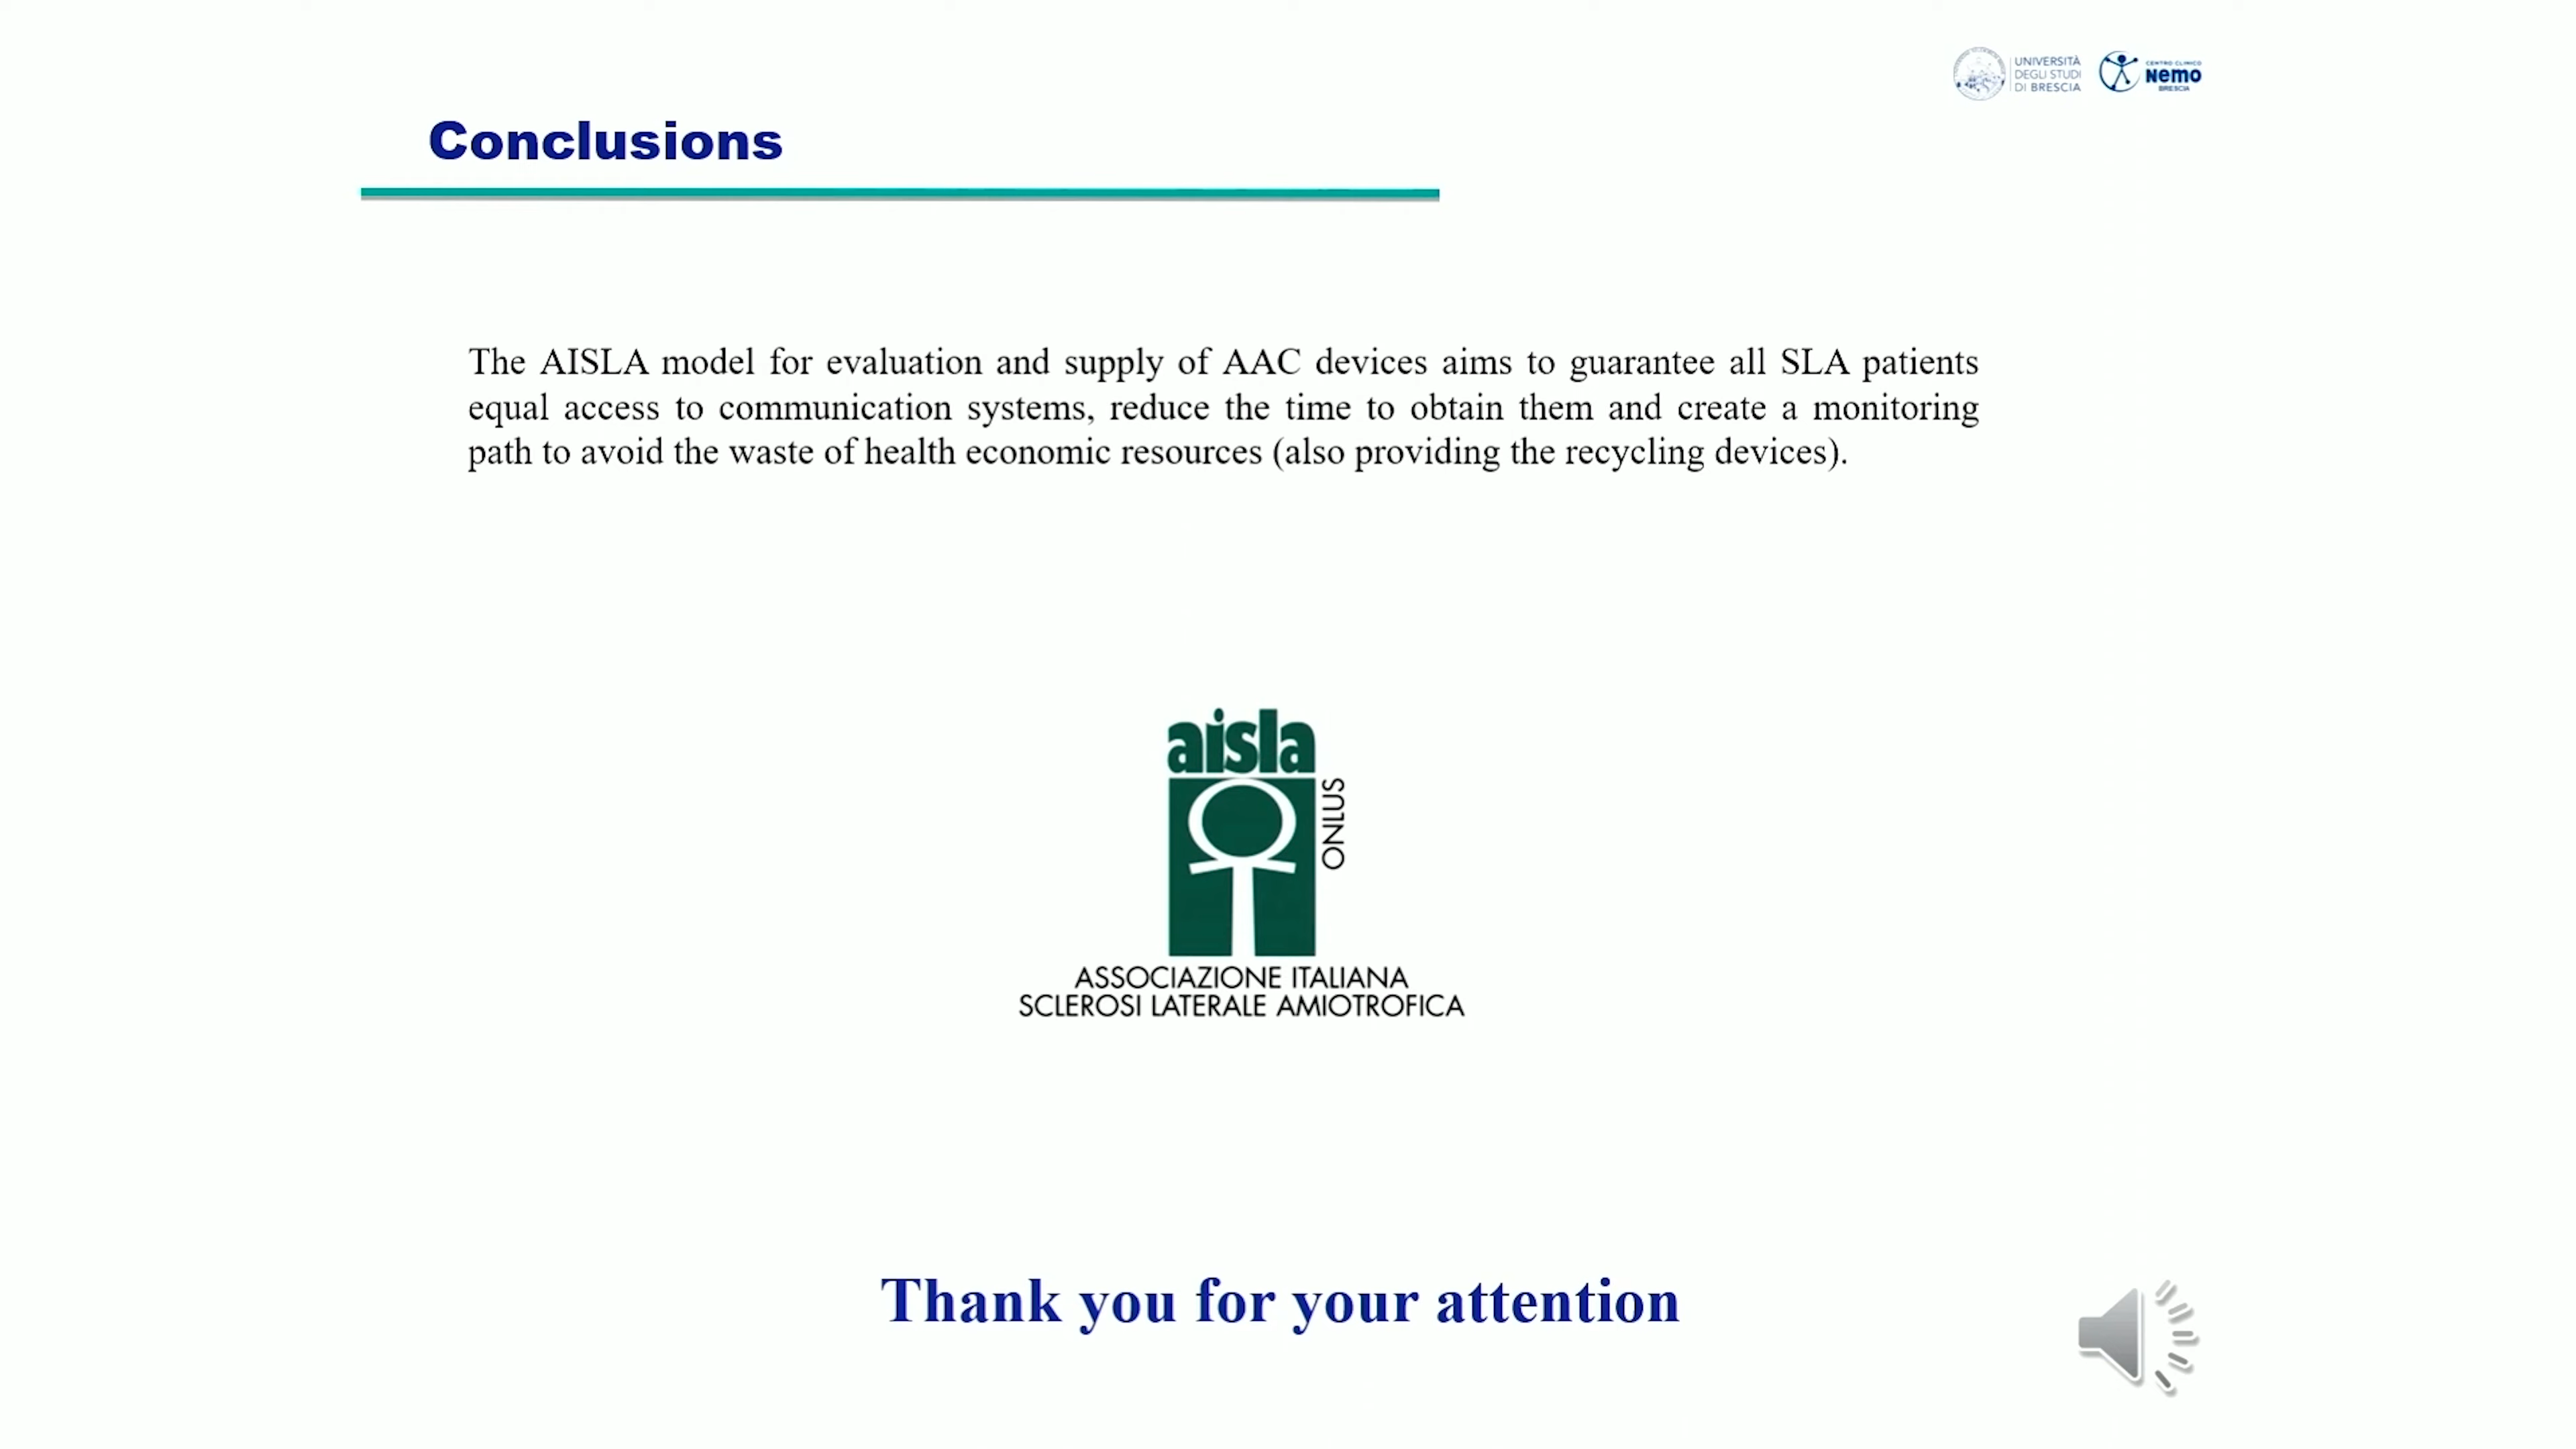 UNIVERSITÀ
DEGLI STUDI
DI BRESCIA
CENTRO CLINICO
Nemo
BRESCIA
Conclusions
The AISLA model for evaluation and supply of AAC devices aims to guarantee all SLA patients
equal access to communication systems, reduce the time to obtain them and create a monitoring
path to avoid the waste of health economic resources (also providing the recycling devices).
aisla
ONLUS
ASSOCIAZIONE ITALIANA
SCLEROSI LATERALE AMIOTROFICA
Thank you for your attention